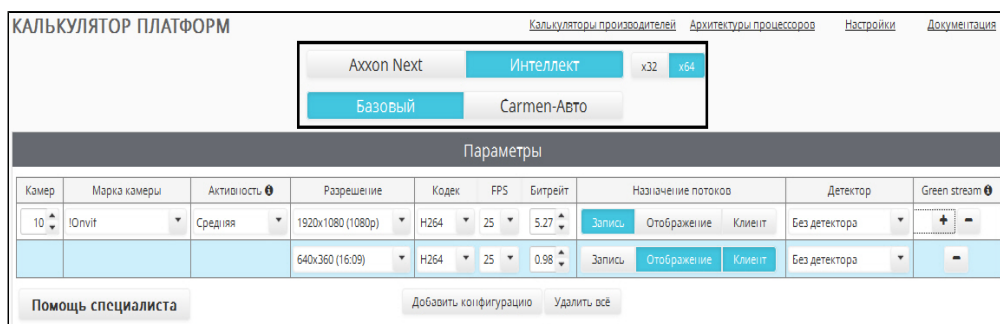 КАЛЬКУЛЯТОР ПЛАТФОРМ Калькуляторы производителей Архитектуры процессоров Настройки Документация
Axxon Next Интеллект x32 x64
Базовый Carmen-Авто
Параметры
Камер Марка камеры Активность Разрешение Кодек FPS Битрейт Назначение потоков Детектор Green stream
10 !Onvif Средняя 1920x1080 (1080p) H264 25 5.27 Запись Отображение Клиент Без детектора + -
640x360 (16:09) H264 25 0.98 Запись Отображение Клиент Без детектора -
Помощь специалиста Добавить конфигурацию Удалить всё